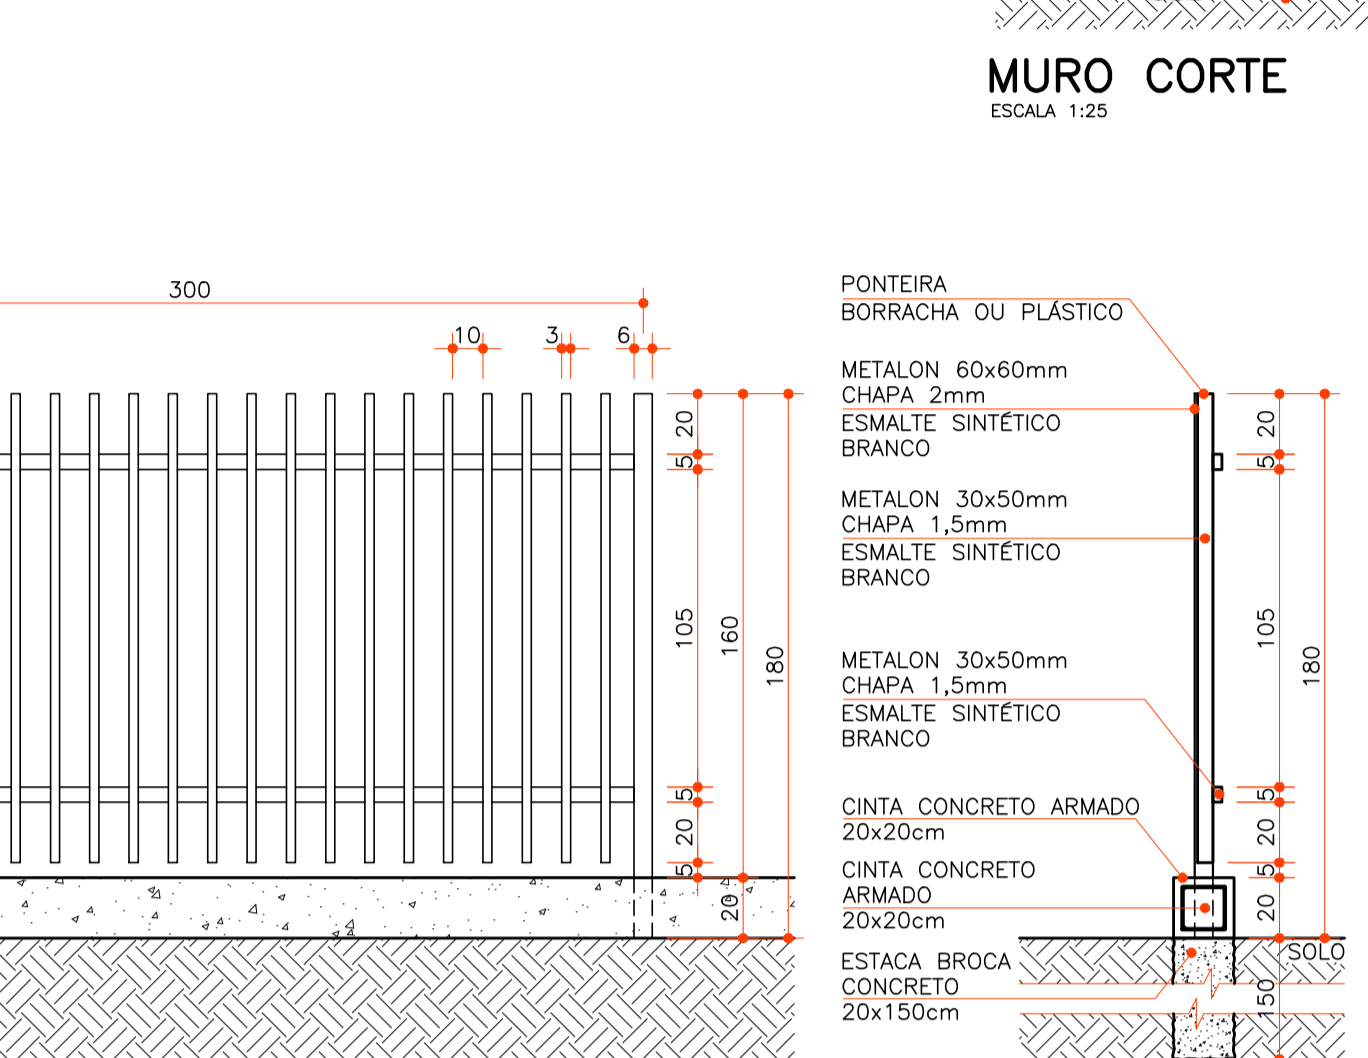 MURO CORTE
ESCALA 1:25
300
10
3
6
20
5
105
5
20
5
20
160
180
PONTEIRA
BORRACHA OU PLÁSTICO
METALON 60x60mm
CHAPA 2mm
ESMALTE SINTÉTICO
BRANCO
METALON 30x50mm
CHAPA 1,5mm
ESMALTE SINTÉTICO
BRANCO
METALON 30x50mm
CHAPA 1,5mm
ESMALTE SINTÉTICO
BRANCO
CINTA CONCRETO ARMADO
20x20cm
CINTA CONCRETO
ARMADO
20x20cm
ESTACA BROCA
CONCRETO
20x150cm
20
5
105
5
20
5
20
180
SOLO
150